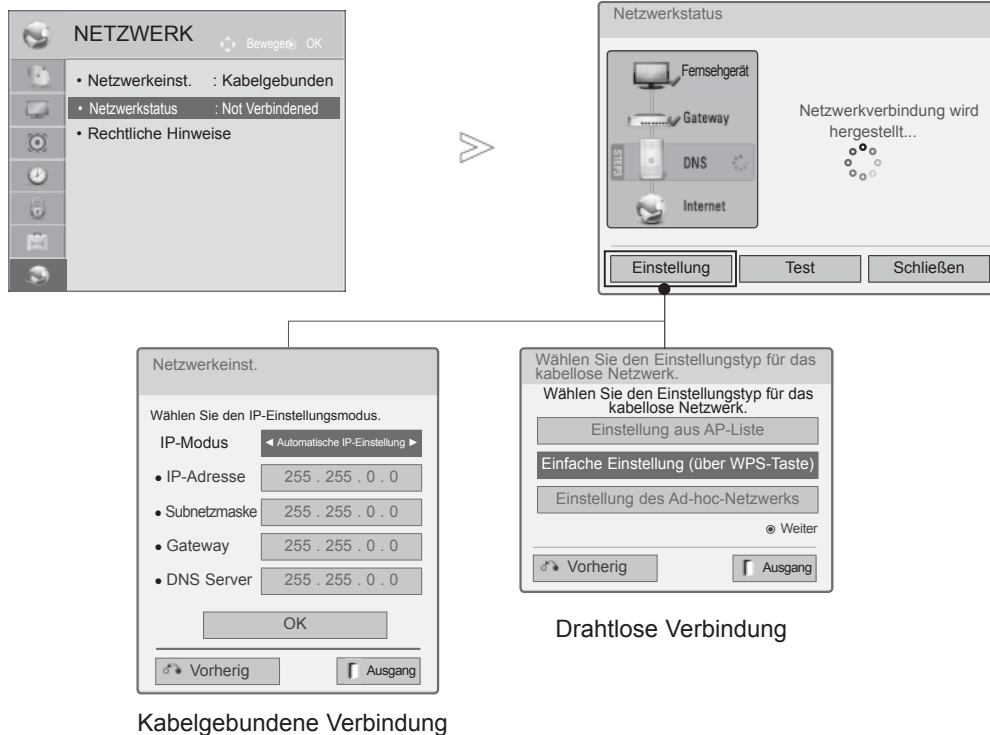 NETZWERK
Bewegen OK
• Netzwerkeinst. : Kabelgebunden
• Netzwerkstatus : Not Verbindened
• Rechtliche Hinweise
Netzwerkstatus
Fernsehgerät
Gateway
STEP3
DNS
Internet
Netzwerkverbindung wird
hergestellt...
Einstellung Test Schließen
Netzwerkeinst.
Wählen Sie den IP-Einstellungsmodus.
IP-Modus ◄ Automatische IP-Einstellung ►
• IP-Adresse 255 . 255 . 0 . 0
• Subnetzmaske 255 . 255 . 0 . 0
• Gateway 255 . 255 . 0 . 0
• DNS Server 255 . 255 . 0 . 0
OK
Vorherig Ausgang
Kabelgebundene Verbindung
Wählen Sie den Einstellungstyp für das
kabellose Netzwerk.
Wählen Sie den Einstellungstyp für das
kabellose Netzwerk.
Einstellung aus AP-Liste
Einfache Einstellung (über WPS-Taste)
Einstellung des Ad-hoc-Netzwerks
◉ Weiter
Vorherig Ausgang
Drahtlose Verbindung